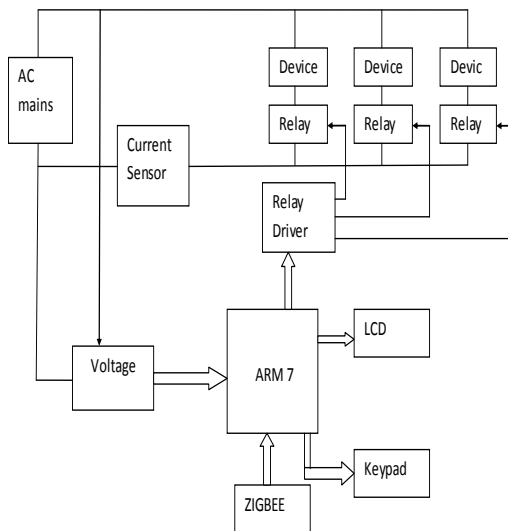 AC
mains
Device
Device
Devic
Relay
Relay
Relay
Current
Sensor
Relay
Driver
Voltage
ARM 7
LCD
Keypad
ZIGBEE